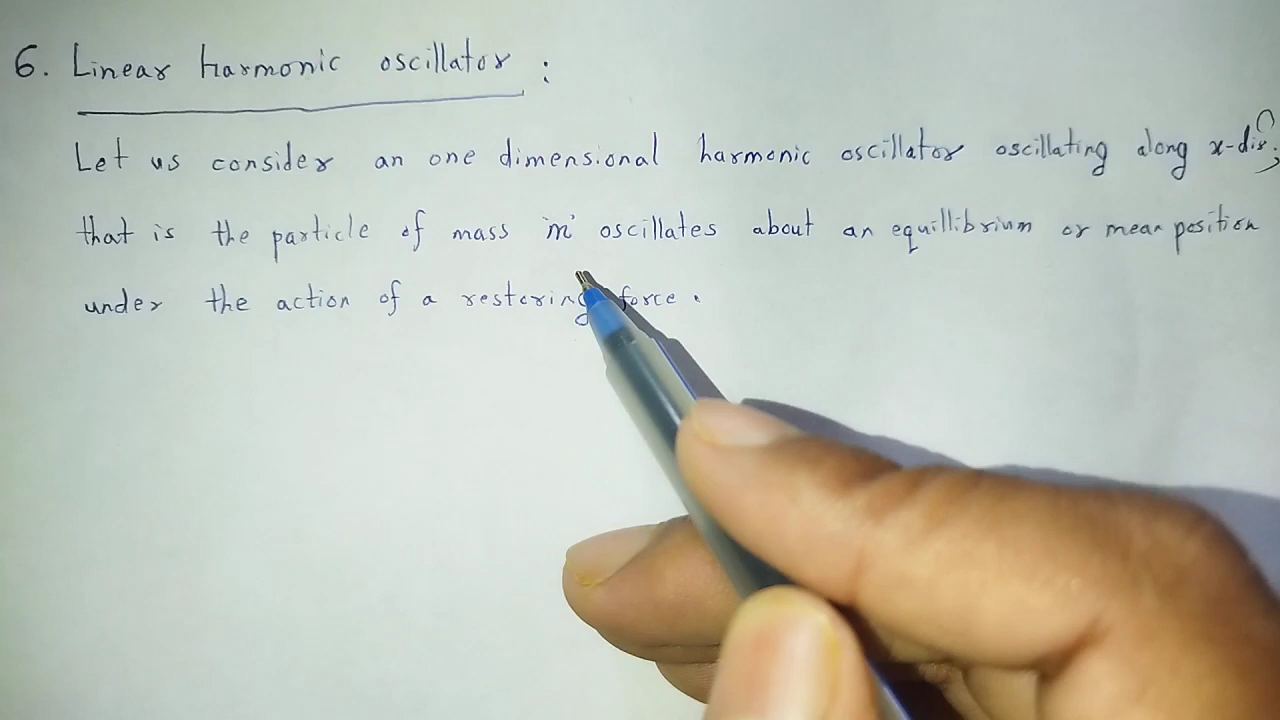 6. Linear harmonic oscillator :
Let us consider an one dimensional harmonic oscillator oscillating along x-dir.
that is the particle of mass 'm' oscillates about an equillibrium or mean position
under the action of a restoring force.